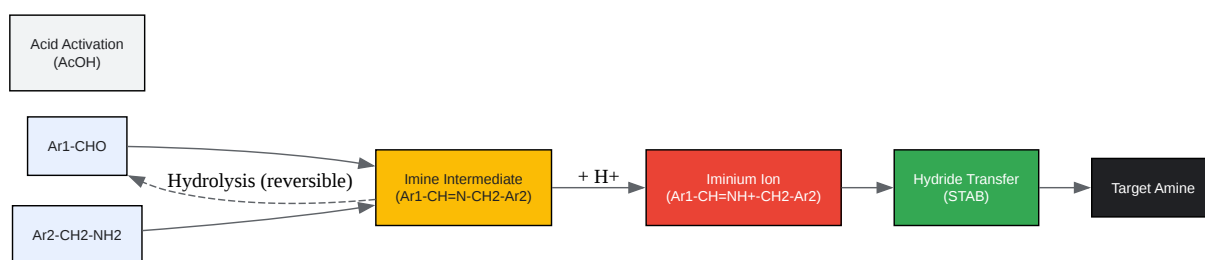 Acid Activation
(AcOH)
Ar1-CHO
Hydrolysis (reversible)
Ar2-CH2-NH2
Imine Intermediate
(Ar1-CH=N-CH2-Ar2)
+ H+
Iminium Ion
(Ar1-CH=NH+-CH2-Ar2)
Hydride Transfer
(STAB)
Target Amine